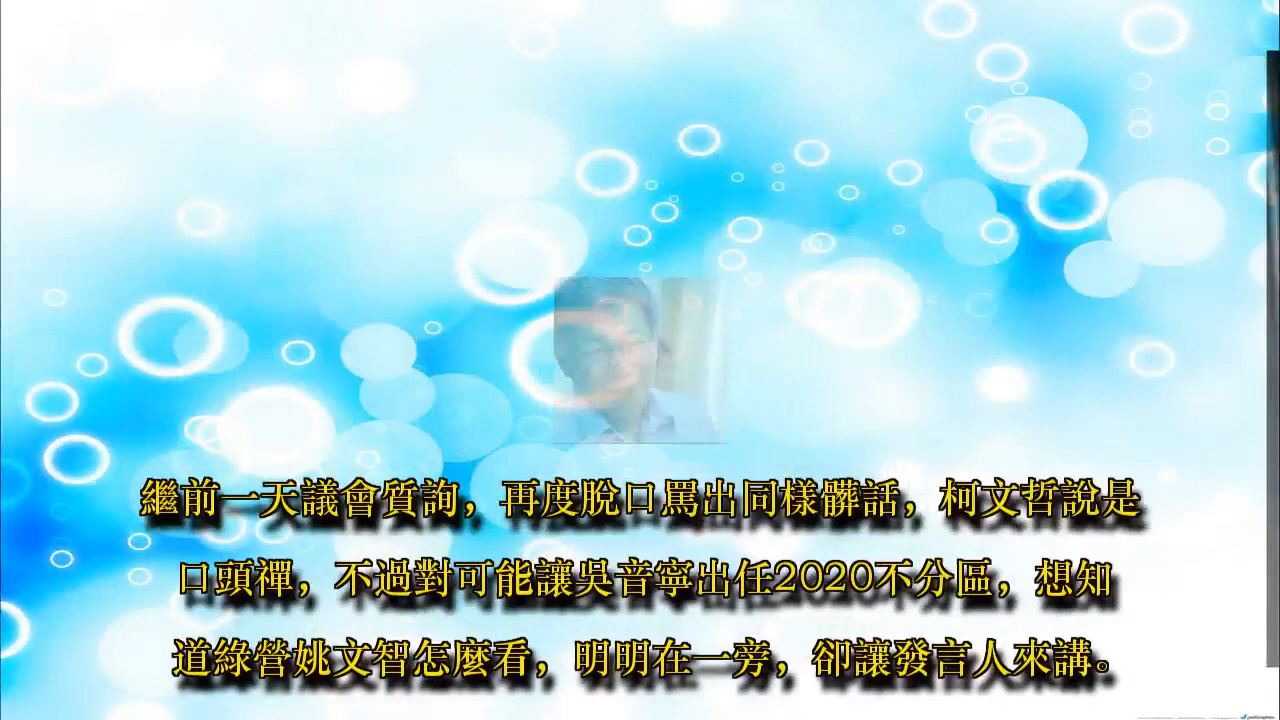 繼前一天議會質詢，再度脫口罵出同樣髒話，柯文哲說是
口頭禪，不過對可能讓吳音寧出任2020不分區，想知
道綠營姚文智怎麼看，明明在一旁，卻讓發言人來講。